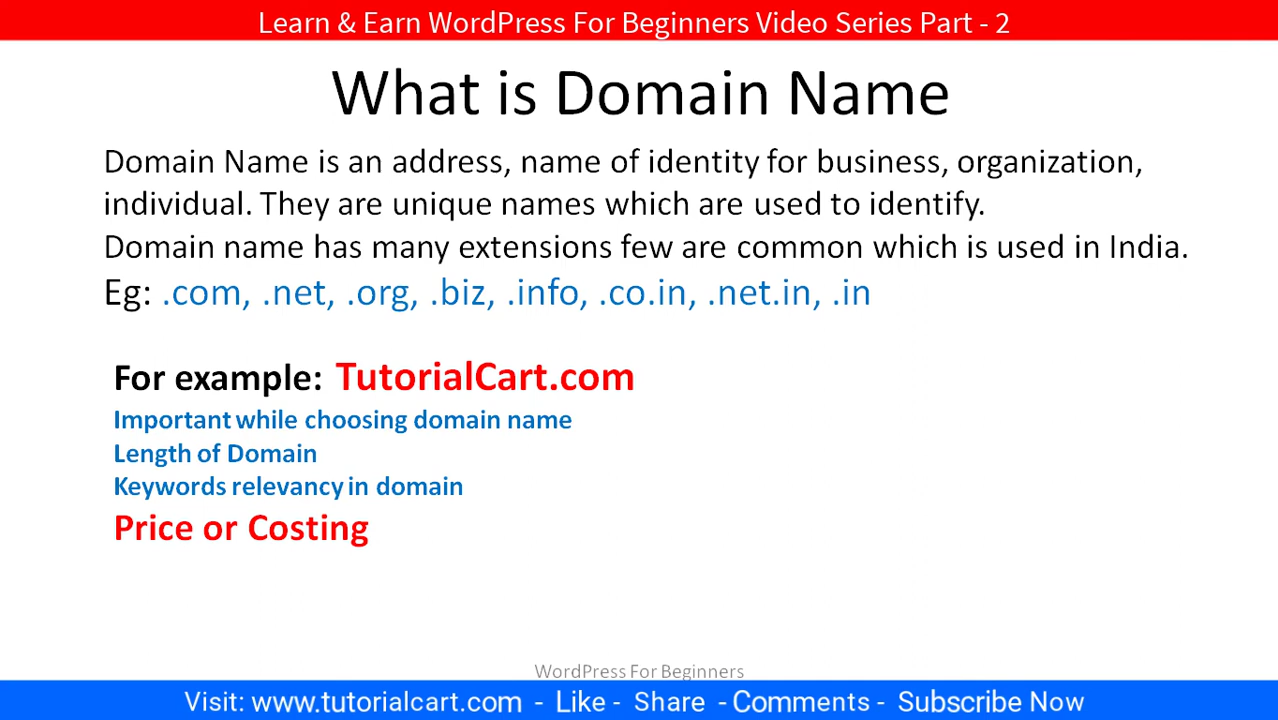 Learn & Earn WordPress For Beginners Video Series Part - 2
What is Domain Name
Domain Name is an address, name of identity for business, organization,
individual. They are unique names which are used to identify.
Domain name has many extensions few are common which is used in India.
Eg: .com, .net, .org, .biz, .info, .co.in, .net.in, .in
For example: TutorialCart.com
Important while choosing domain name
Length of Domain
Keywords relevancy in domain
Price or Costing
WordPress For Beginners
Visit: www.tutorialcart.com - Like - Share - Comments - Subscribe Now